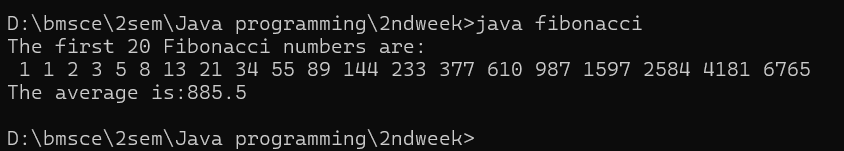 D:\bmsce\2sem\Java programming\2ndweek>java fibonacci
The first 20 Fibonacci numbers are:
 1 1 2 3 5 8 13 21 34 55 89 144 233 377 610 987 1597 2584 4181 6765
The average is:885.5
D:\bmsce\2sem\Java programming\2ndweek>